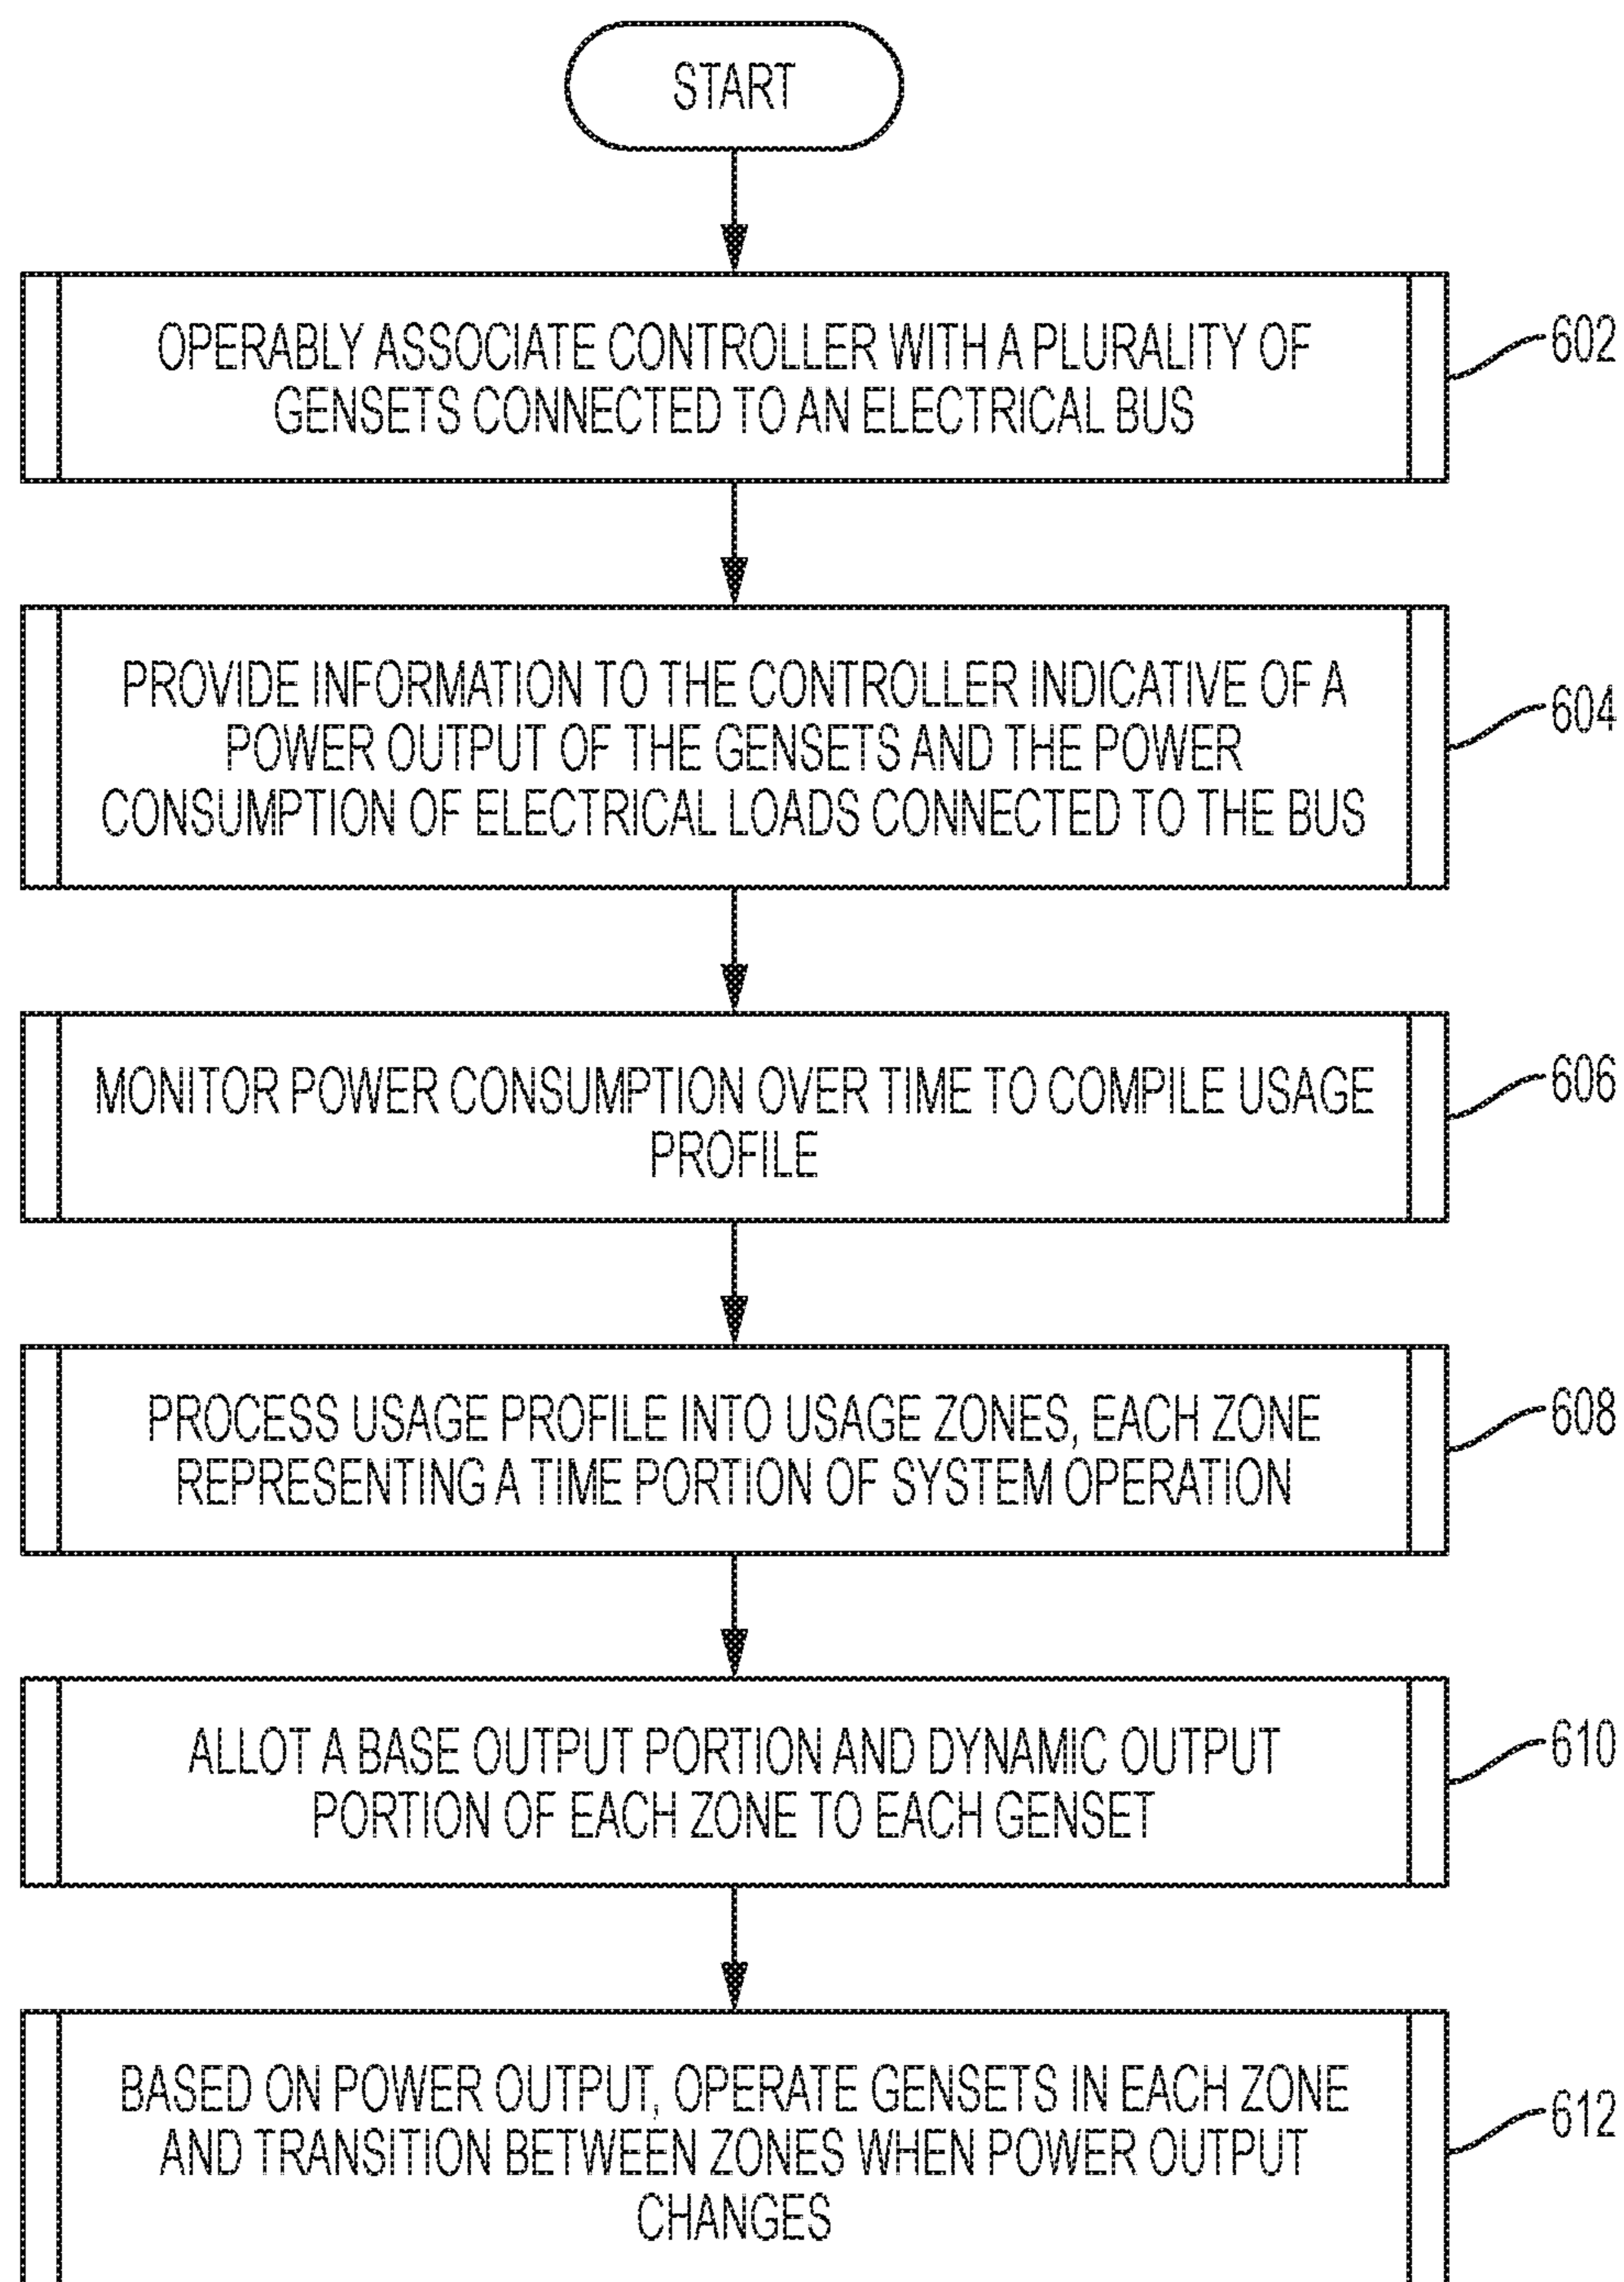 START
OPERABLY ASSOCIATE CONTROLLER WITH A PLURALITY OF
GENSETS CONNECTED TO AN ELECTRICAL BUS
602
PROVIDE INFORMATION TO THE CONTROLLER INDICATIVE OF A
POWER OUTPUT OF THE GENSETS AND THE POWER
CONSUMPTION OF ELECTRICAL LOADS CONNECTED TO THE BUS
604
MONITOR POWER CONSUMPTION OVER TIME TO COMPILE USAGE
PROFILE
606
PROCESS USAGE PROFILE INTO USAGE ZONES, EACH ZONE
REPRESENTING A TIME PORTION OF SYSTEM OPERATION
608
ALLOT A BASE OUTPUT PORTION AND DYNAMIC OUTPUT
PORTION OF EACH ZONE TO EACH GENSET
610
BASED ON POWER OUTPUT, OPERATE GENSETS IN EACH ZONE
AND TRANSITION BETWEEN ZONES WHEN POWER OUTPUT
CHANGES
612